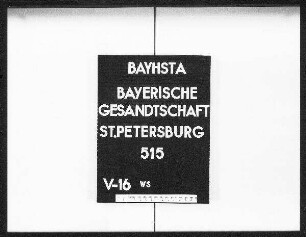 BAYHSTA
BAYERISCHE
GESANDTSCHAFT
ST.PETERSBURG
515
V-16 ws